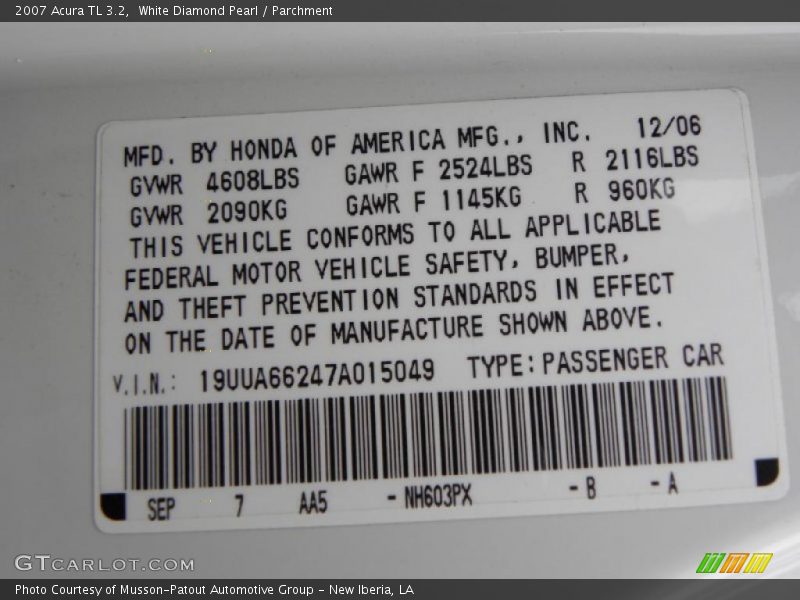 2007 Acura TL 3.2, White Diamond Pearl / Parchment
MFD. BY HONDA OF AMERICA MFG., INC. 12/06
GVWR 4608LBS GAWR F 2524LBS R 2116LBS
GVWR 2090KG GAWR F 1145KG R 960KG
THIS VEHICLE CONFORMS TO ALL APPLICABLE
FEDERAL MOTOR VEHICLE SAFETY, BUMPER,
AND THEFT PREVENTION STANDARDS IN EFFECT
ON THE DATE OF MANUFACTURE SHOWN ABOVE.
V.I.N.: 19UUA66247A015049 TYPE: PASSENGER CAR
SEP 7 AA5 -NH603PX -B -A
GTCARLOT.COM
Photo Courtesy of Musson-Patout Automotive Group - New Iberia, LA